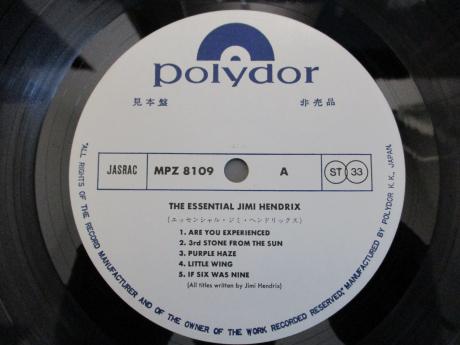 polydor
見本盤 非売品
JASRAC MPZ 8109 A ST 33
THE ESSENTIAL JIMI HENDRIX
(エッセンシャル・ジミ・ヘンドリックス)
1. ARE YOU EXPERIENCED
2. 3rd STONE FROM THE SUN
3. PURPLE HAZE
4. LITTLE WING
5. IF SIX WAS NINE
(All titles written by Jimi Hendrix)
"ALL RIGHTS OF THE RECORD MANUFACTURER AND OF THE OWNER OF THE WORK RECORDED RESERVED" MANUFACTURED BY POLYDOR K.K., JAPAN